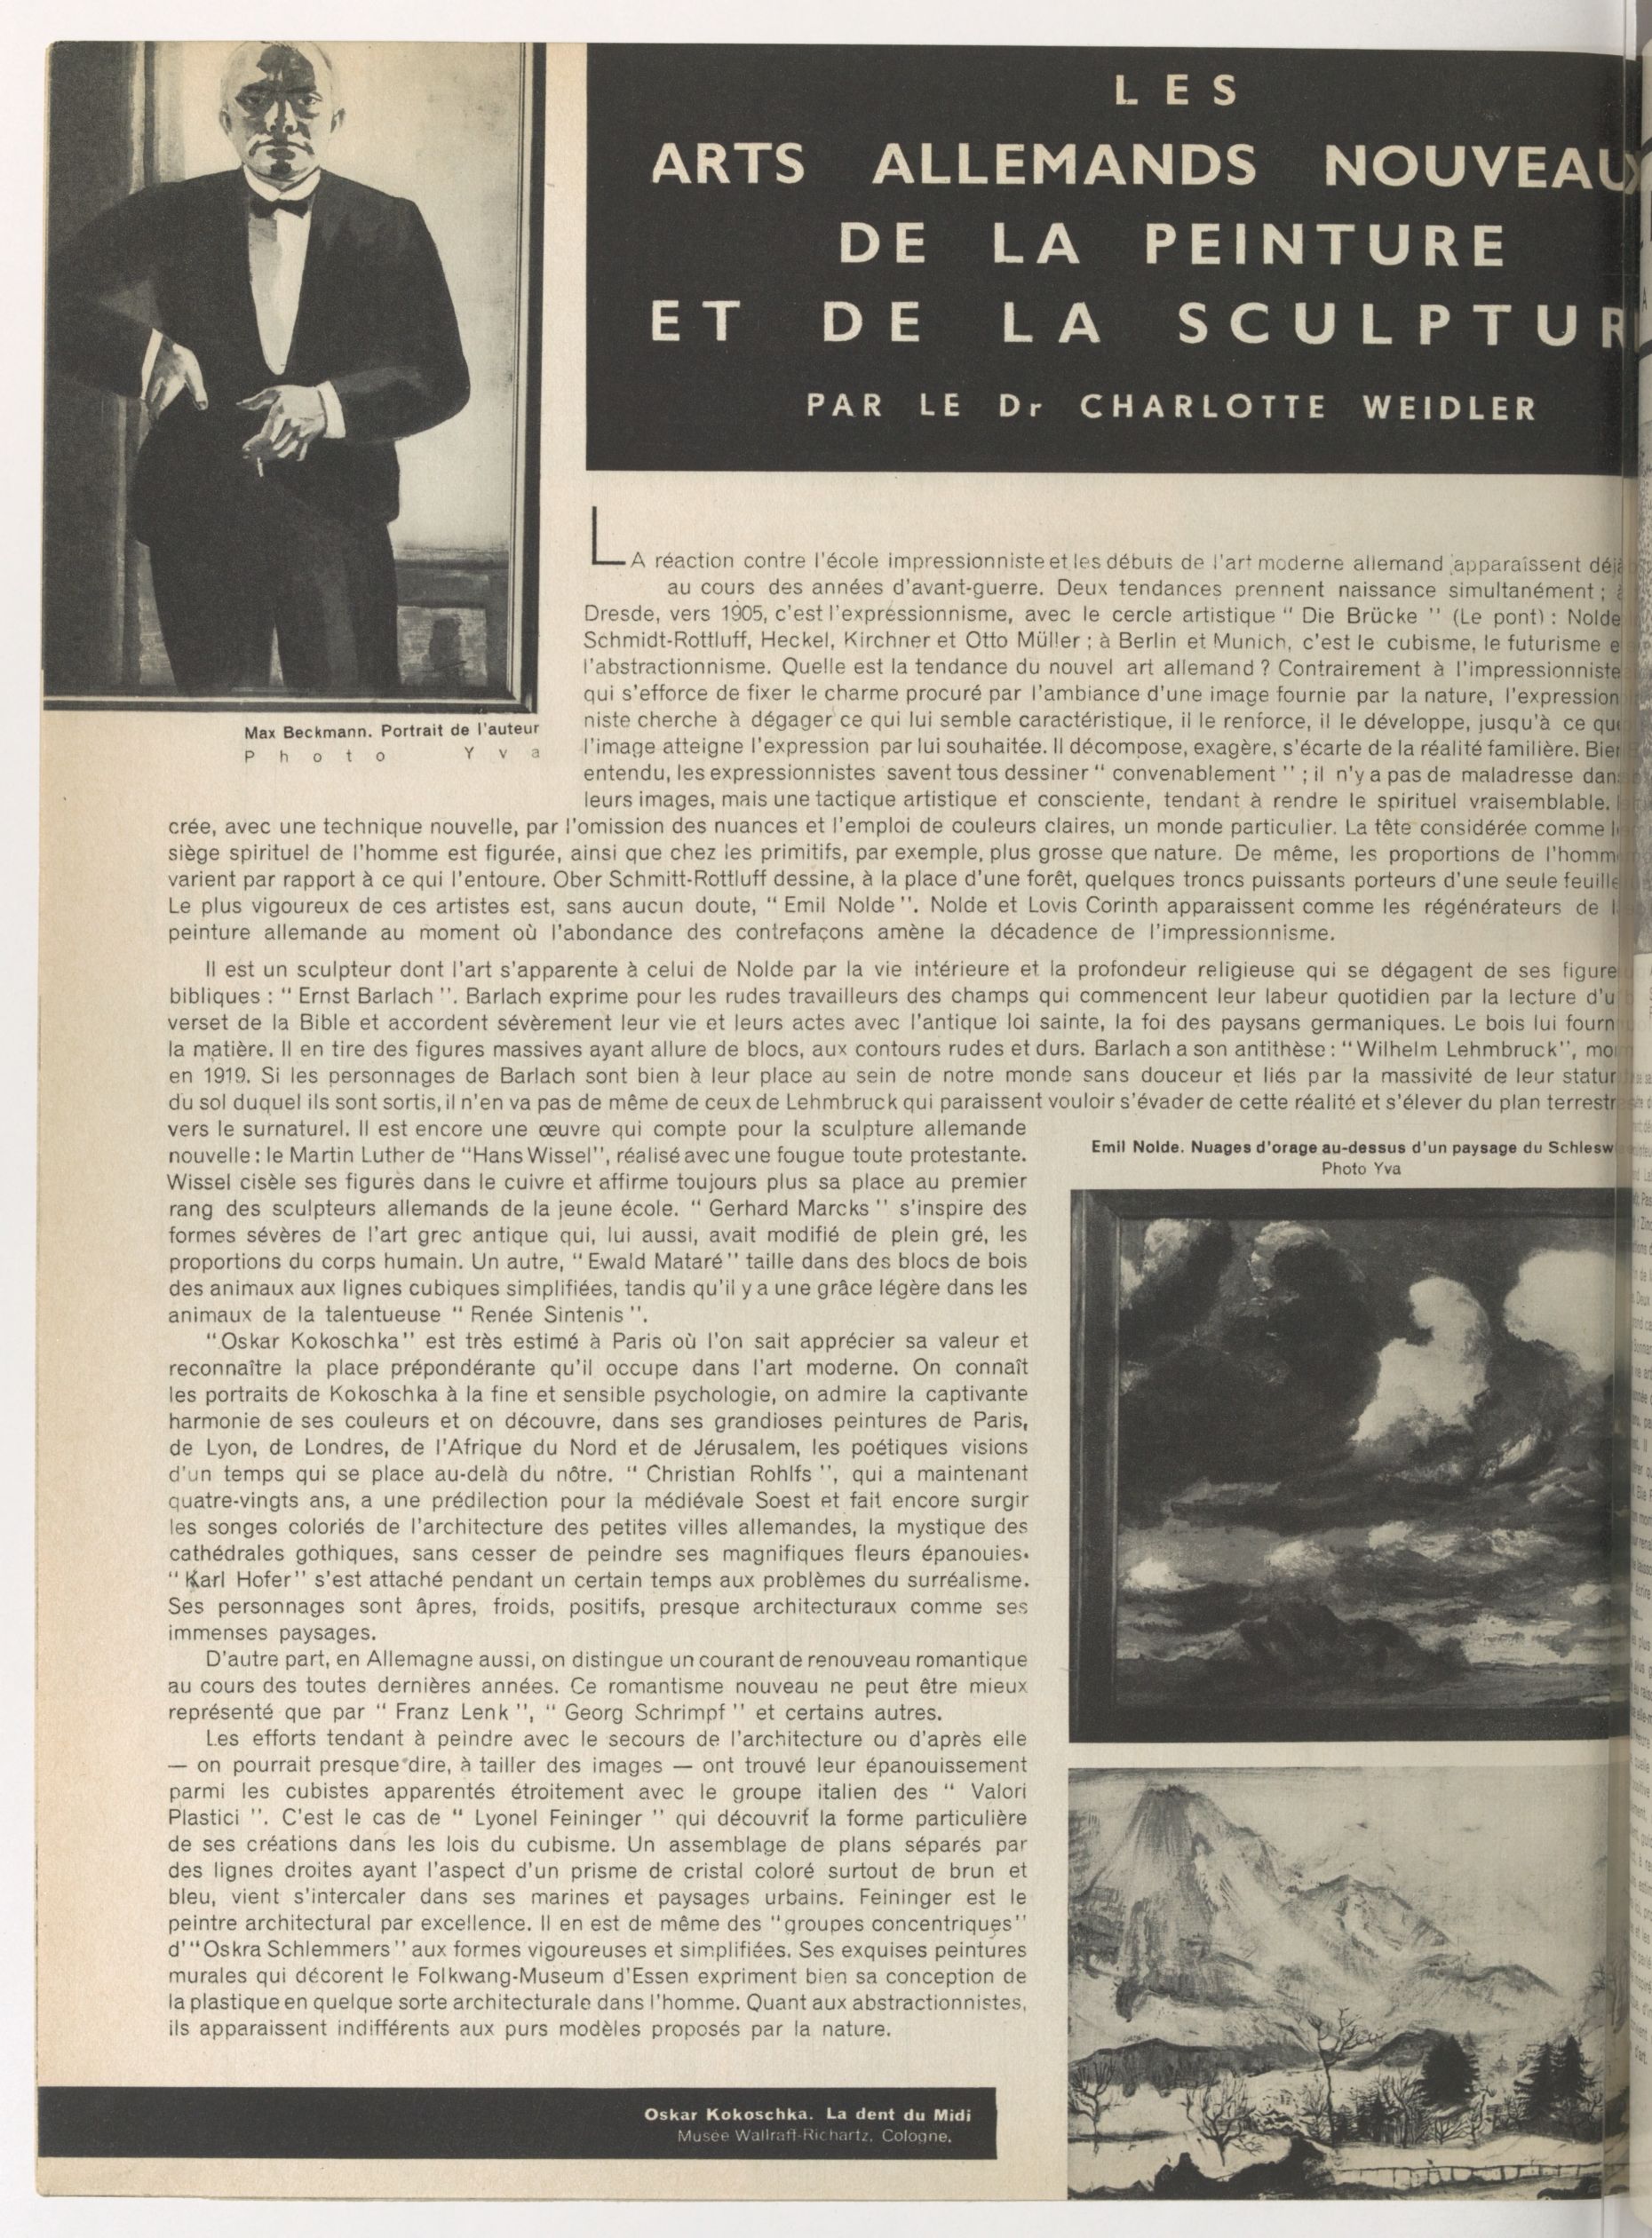 LES
ARTS ALLEMANDS NOUVEAUX
DE LA PEINTURE
ET DE LA SCULPTUR
PAR LE Dr CHARLOTTE WEIDLER
LA réaction contre l'école impressionniste et les débuts de l'art moderne allemand apparaissent déjà
au cours des années d'avant-guerre. Deux tendances prennent naissance simultanément ; à
Dresde, vers 1905, c'est l'expressionnisme, avec le cercle artistique " Die Brücke " (Le pont) : Nolde
Schmidt-Rottluff, Heckel, Kirchner et Otto Müller ; à Berlin et Munich, c'est le cubisme, le futurisme e
l'abstractionnisme. Quelle est la tendance du nouvel art allemand ? Contrairement à l'impressionniste
qui s'efforce de fixer le charme procuré par l'ambiance d'une image fournie par la nature, l'expression
niste cherche à dégager ce qui lui semble caractéristique, il le renforce, il le développe, jusqu'à ce que
l'image atteigne l'expression par lui souhaitée. Il décompose, exagère, s'écarte de la réalité familière. Bien
entendu, les expressionnistes savent tous dessiner " convenablement " ; il n'y a pas de maladresse dans
leurs images, mais une tactique artistique et consciente, tendant à rendre le spirituel vraisemblable. I
crée, avec une technique nouvelle, par l'omission des nuances et l'emploi de couleurs claires, un monde particulier. La tête considérée comme le
siège spirituel de l'homme est figurée, ainsi que chez les primitifs, par exemple, plus grosse que nature. De même, les proportions de l'homm
varient par rapport à ce qui l'entoure. Ober Schmitt-Rottluff dessine, à la place d'une forêt, quelques troncs puissants porteurs d'une seule feuille
Le plus vigoureux de ces artistes est, sans aucun doute, " Emil Nolde ". Nolde et Lovis Corinth apparaissent comme les régénérateurs de l
peinture allemande au moment où l'abondance des contrefaçons amène la décadence de l'impressionnisme.
Max Beckmann. Portrait de l'auteur
Photo Yva
Il est un sculpteur dont l'art s'apparente à celui de Nolde par la vie intérieure et la profondeur religieuse qui se dégagent de ses figure
bibliques : " Ernst Barlach ". Barlach exprime pour les rudes travailleurs des champs qui commencent leur labeur quotidien par la lecture d'u
verset de la Bible et accordent sévèrement leur vie et leurs actes avec l'antique loi sainte, la foi des paysans germaniques. Le bois lui fourn
la matière. Il en tire des figures massives ayant allure de blocs, aux contours rudes et durs. Barlach a son antithèse : "Wilhelm Lehmbruck", mo
en 1919. Si les personnages de Barlach sont bien à leur place au sein de notre monde sans douceur et liés par la massivité de leur statur
du sol duquel ils sont sortis, il n'en va pas de même de ceux de Lehmbruck qui paraissent vouloir s'évader de cette réalité et s'élever du plan terrestr
vers le surnaturel. Il est encore une œuvre qui compte pour la sculpture allemande
nouvelle : le Martin Luther de "Hans Wissel", réalisé avec une fougue toute protestante.
Wissel cisèle ses figures dans le cuivre et affirme toujours plus sa place au premier
rang des sculpteurs allemands de la jeune école. " Gerhard Marcks " s'inspire des
formes sévères de l'art grec antique qui, lui aussi, avait modifié de plein gré, les
proportions du corps humain. Un autre, " Ewald Mataré " taille dans des blocs de bois
des animaux aux lignes cubiques simplifiées, tandis qu'il y a une grâce légère dans les
animaux de la talentueuse " Renée Sintenis ".
"Oskar Kokoschka" est très estimé à Paris où l'on sait apprécier sa valeur et
reconnaître la place prépondérante qu'il occupe dans l'art moderne. On connaît
les portraits de Kokoschka à la fine et sensible psychologie, on admire la captivante
harmonie de ses couleurs et on découvre, dans ses grandioses peintures de Paris,
de Lyon, de Londres, de l'Afrique du Nord et de Jérusalem, les poétiques visions
d'un temps qui se place au-delà du nôtre. " Christian Rohlfs ", qui a maintenant
quatre-vingts ans, a une prédilection pour la médiévale Soest et fait encore surgir
les songes coloriés de l'architecture des petites villes allemandes, la mystique des
cathédrales gothiques, sans cesser de peindre ses magnifiques fleurs épanouies.
" Karl Hofer" s'est attaché pendant un certain temps aux problèmes du surréalisme.
Ses personnages sont âpres, froids, positifs, presque architecturaux comme ses
immenses paysages.
D'autre part, en Allemagne aussi, on distingue un courant de renouveau romantique
au cours des toutes dernières années. Ce romantisme nouveau ne peut être mieux
représenté que par " Franz Lenk ", " Georg Schrimpf " et certains autres.
Les efforts tendant à peindre avec le secours de l'architecture ou d'après elle
— on pourrait presque dire, à tailler des images — ont trouvé leur épanouissement
parmi les cubistes apparentés étroitement avec le groupe italien des " Valori
Plastici ". C'est le cas de " Lyonel Feininger " qui découvrif la forme particulière
de ses créations dans les lois du cubisme. Un assemblage de plans séparés par
des lignes droites ayant l'aspect d'un prisme de cristal coloré surtout de brun et
bleu, vient s'intercaler dans ses marines et paysages urbains. Feininger est le
peintre architectural par excellence. Il en est de même des "groupes concentriques"
d'"Oskra Schlemmers" aux formes vigoureuses et simplifiées. Ses exquises peintures
murales qui décorent le Folkwang-Museum d'Essen expriment bien sa conception de
la plastique en quelque sorte architecturale dans l'homme. Quant aux abstractionnistes,
ils apparaissent indifférents aux purs modèles proposés par la nature.
Emil Nolde. Nuages d'orage au-dessus d'un paysage du Schlesw
Photo Yva
Oskar Kokoschka. La dent du Midi
Musée Wallraft-Richartz. Cologne.